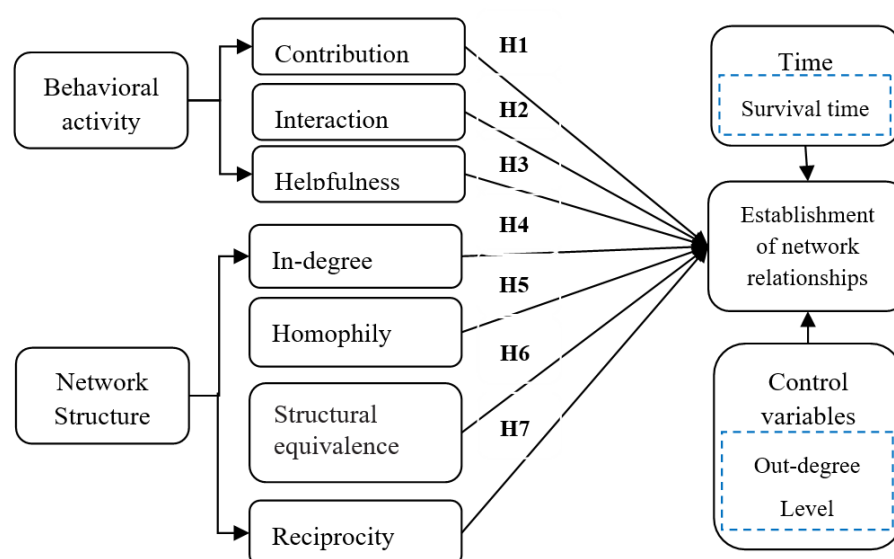 Behavioral
activity
Network
Structure
Contribution
Interaction
Helpfulness
In-degree
Homophily
Structural
equivalence
Reciprocity
H1
H2
H3
H4
H5
H6
H7
Time
Survival time
Establishment
of network
relationships
Control
variables
Out-degree
Level